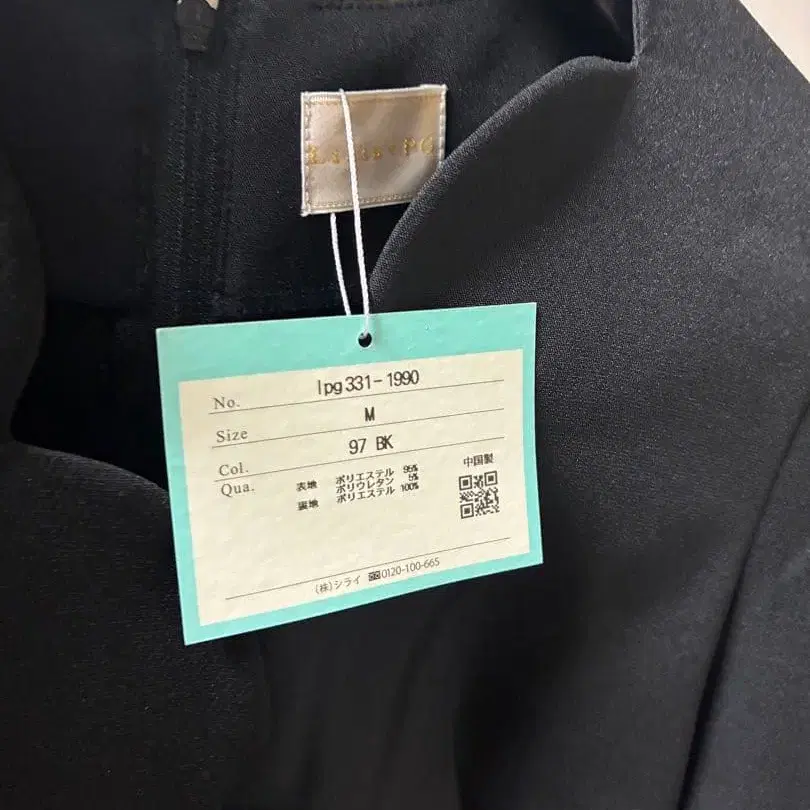 No. lpg331-1990
Size M
Col. 97 BK
Qua. 表地 ポリエステル 95%
ポリウレタン 5%
裏地 ポリエステル 100%
中国製
(株)シライ 0120-100-665